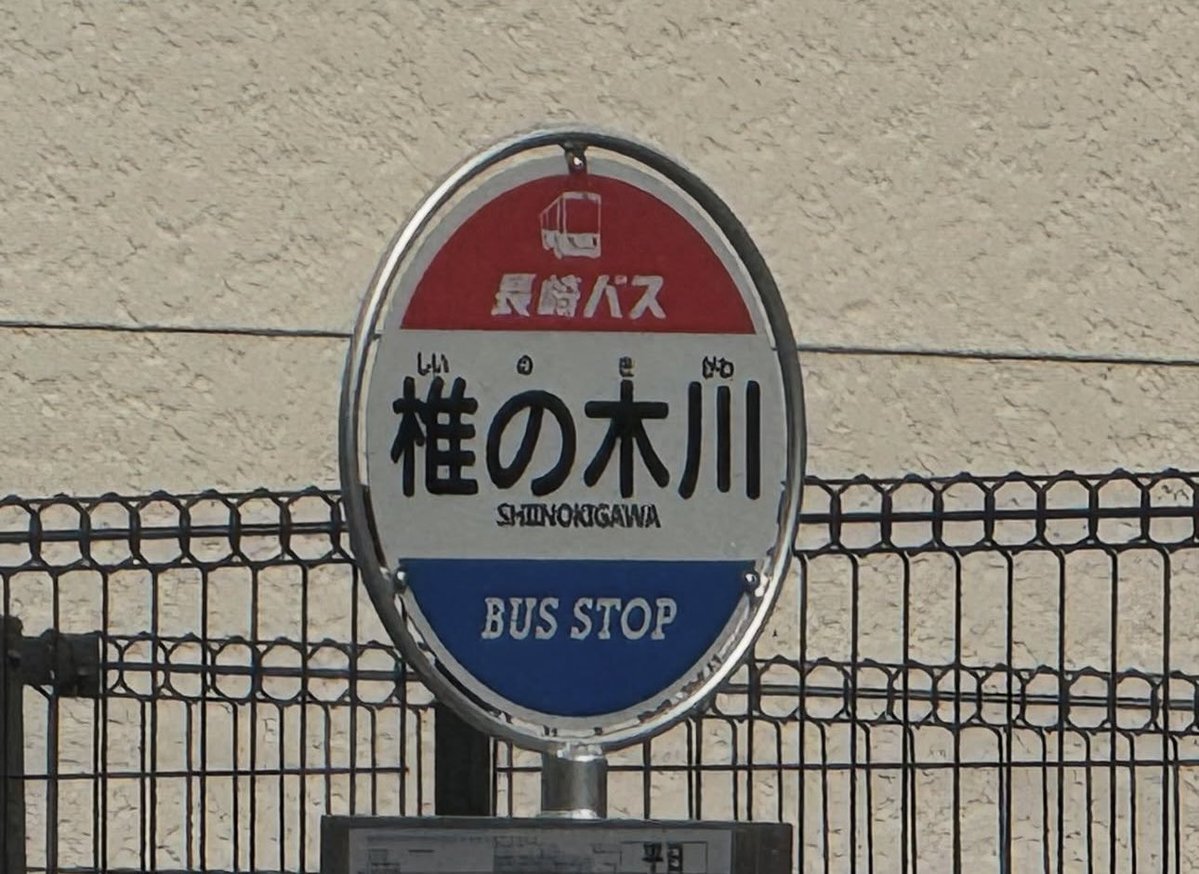 長崎バス
しい の き がわ
椎の木川
SHIINOKIGAWA
BUS STOP
平日